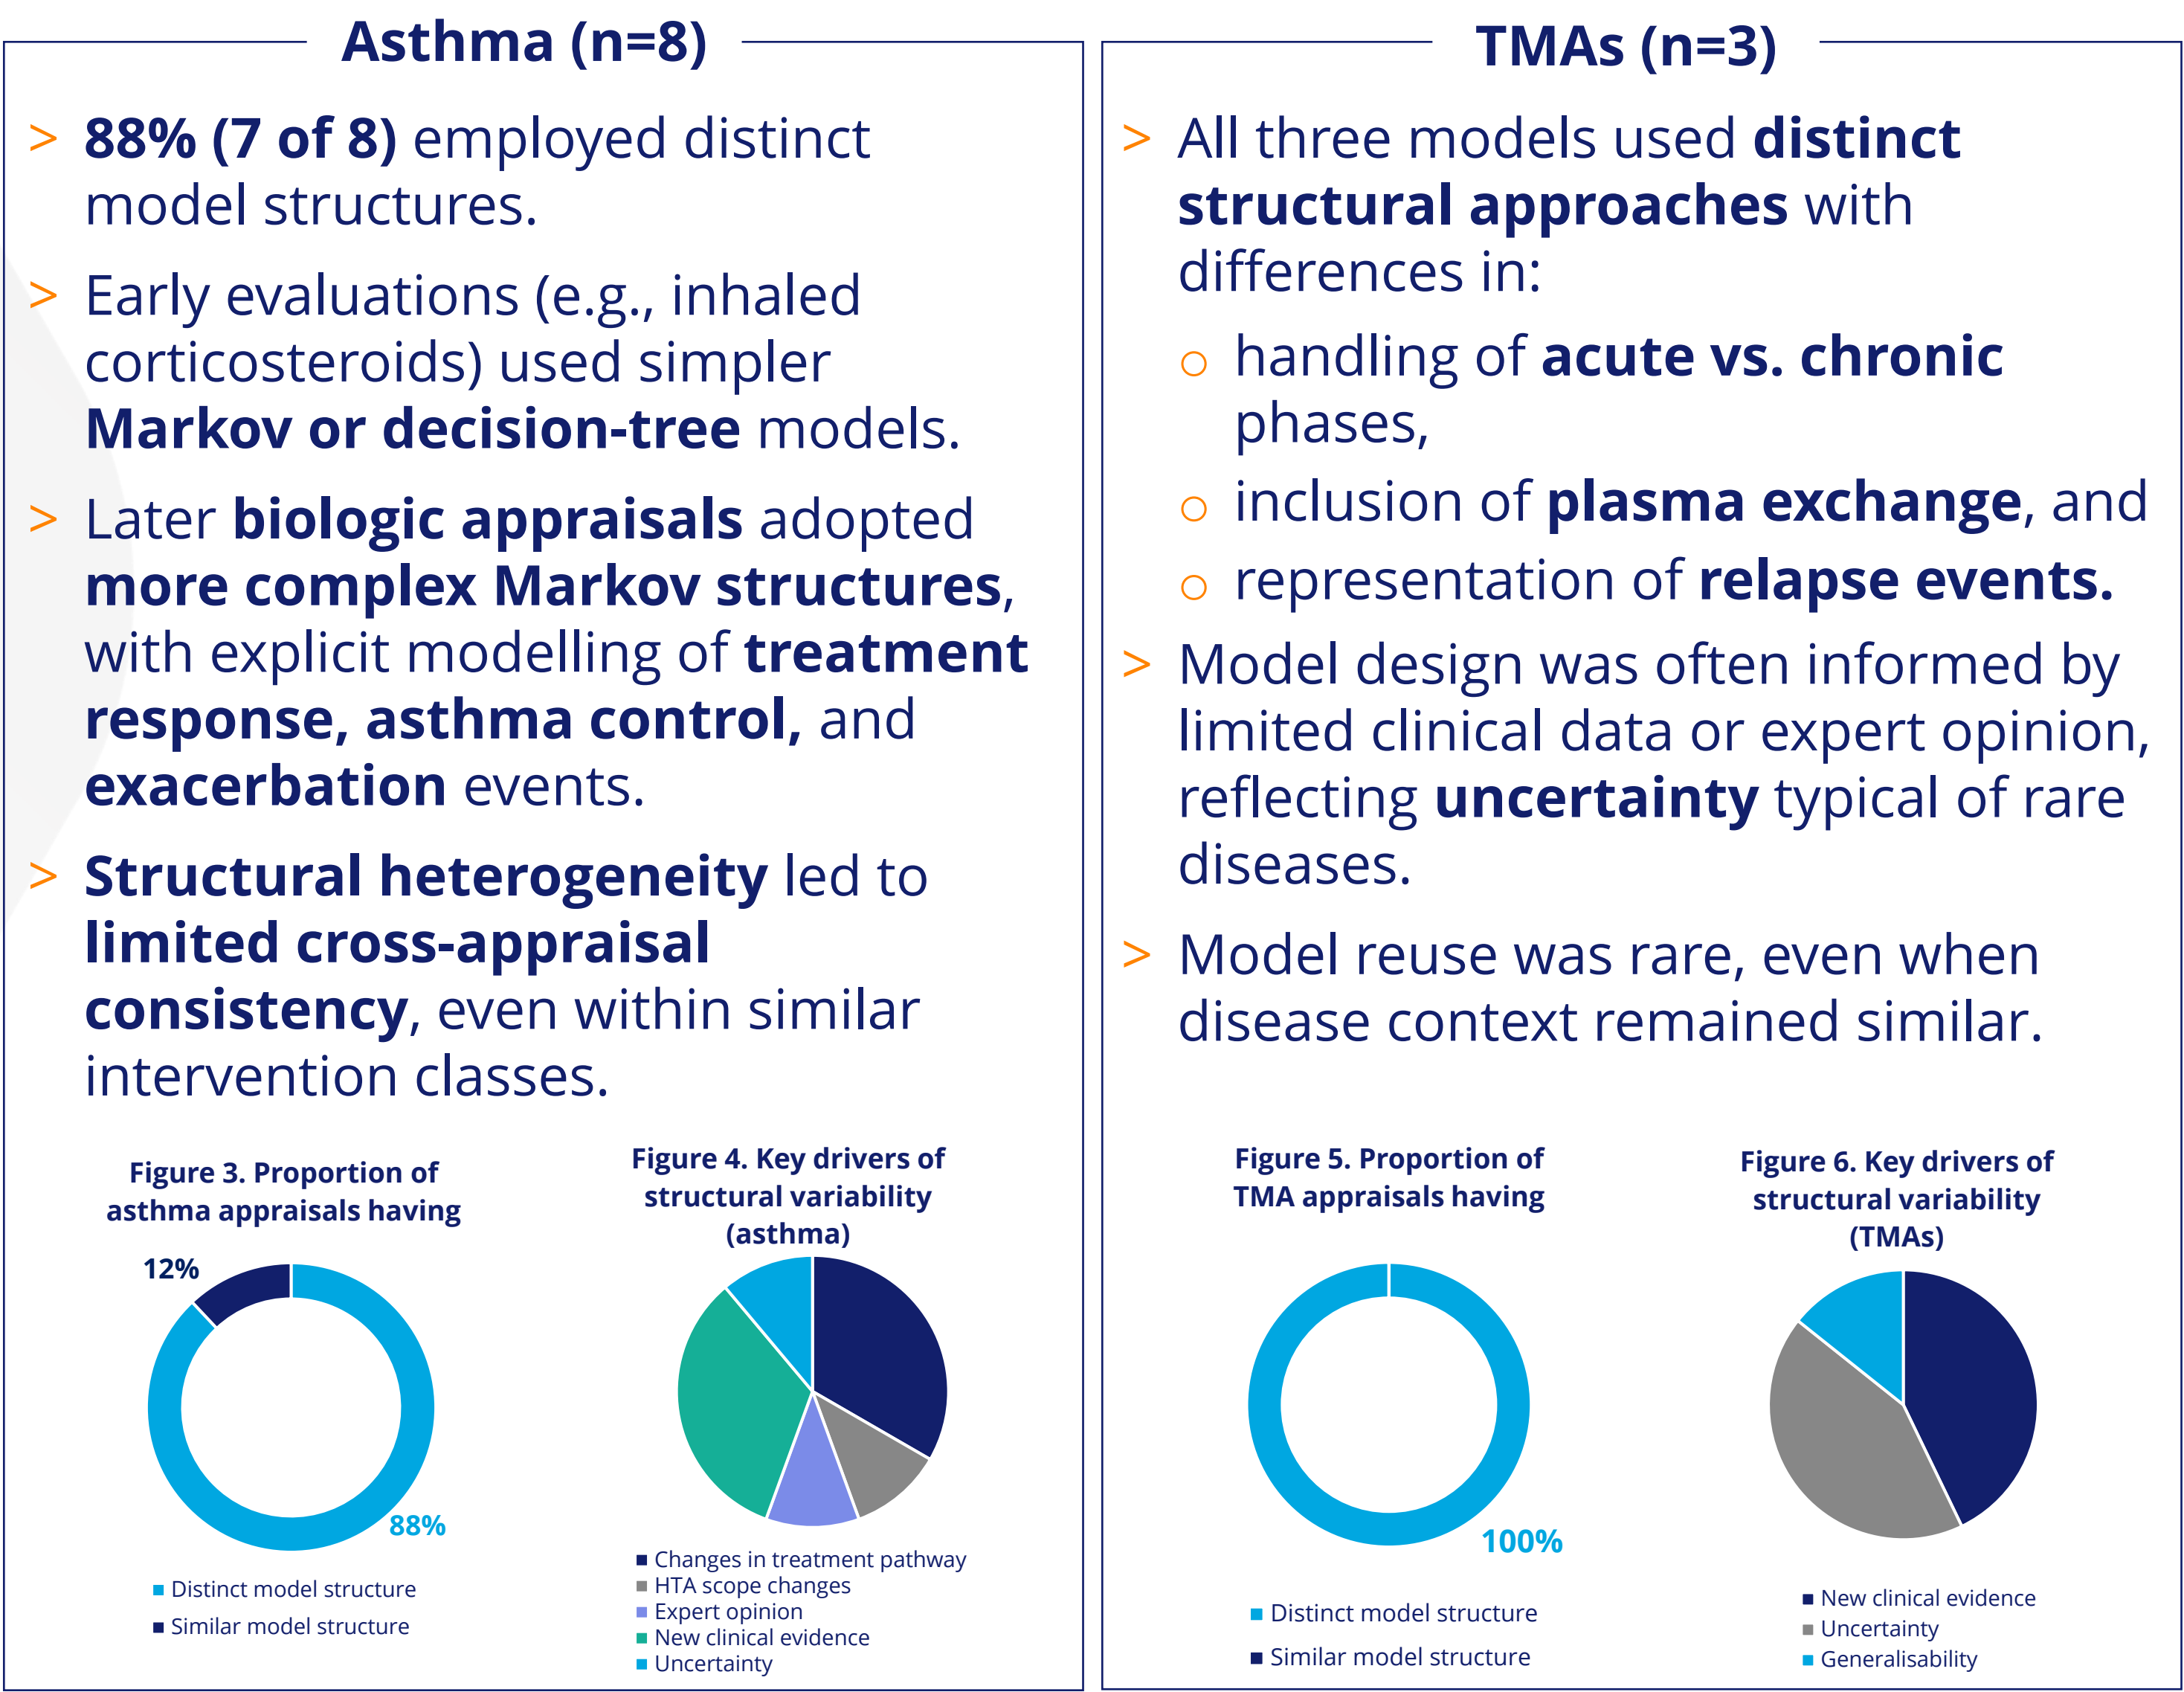 Asthma (n=8)
> 88% (7 of 8) employed distinct
model structures.
> Early evaluations (e.g., inhaled
corticosteroids) used simpler
Markov or decision-tree models.
> Later biologic appraisals adopted
more complex Markov structures,
with explicit modelling of treatment
response, asthma control, and
exacerbation events.
> Structural heterogeneity led to
limited cross-appraisal
consistency, even within similar
intervention classes.
Figure 3. Proportion of
asthma appraisals having
12%
88%
Distinct model structure
Similar model structure
Figure 4. Key drivers of
structural variability
(asthma)
Changes in treatment pathway
HTA scope changes
Expert opinion
New clinical evidence
Uncertainty
TMAs (n=3)
> All three models used distinct
structural approaches with
differences in:
o handling of acute vs. chronic
phases,
o inclusion of plasma exchange, and
o representation of relapse events.
> Model design was often informed by
limited clinical data or expert opinion,
reflecting uncertainty typical of rare
diseases.
> Model reuse was rare, even when
disease context remained similar.
Figure 5. Proportion of
TMA appraisals having
100%
Distinct model structure
Similar model structure
Figure 6. Key drivers of
structural variability
(TMAs)
New clinical evidence
Uncertainty
Generalisability